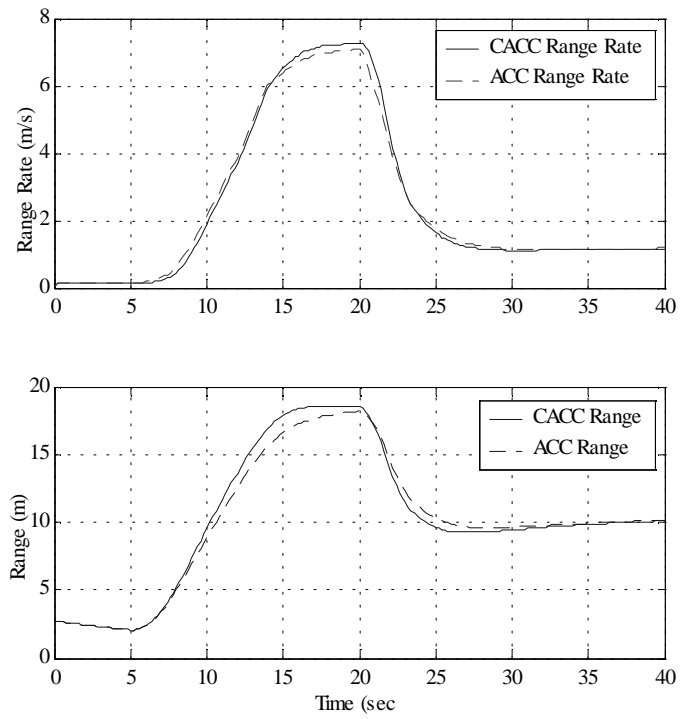 8
6
4
2
0
Range Rate (m/s)
CACC Range Rate
ACC Range Rate
0 5 10 15 20 25 30 35 40
20
15
10
5
0
Range (m)
CACC Range
ACC Range
0 5 10 15 20 25 30 35 40
Time (sec